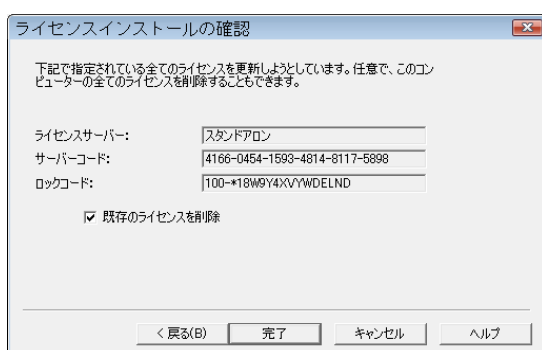 ライセンスインストールの確認
下記で指定されている全てのライセンスを更新しようとしています。任意で、このコン
ピューターの全てのライセンスを削除することもできます。
ライセンスサーバー: スタンドアロン
サーバーコード: 4166-0454-1593-4814-8117-5898
ロックコード: 100-*18W9Y4XVYWDELND
既存のライセンスを削除
< 戻る(B) 完了 キャンセル ヘルプ